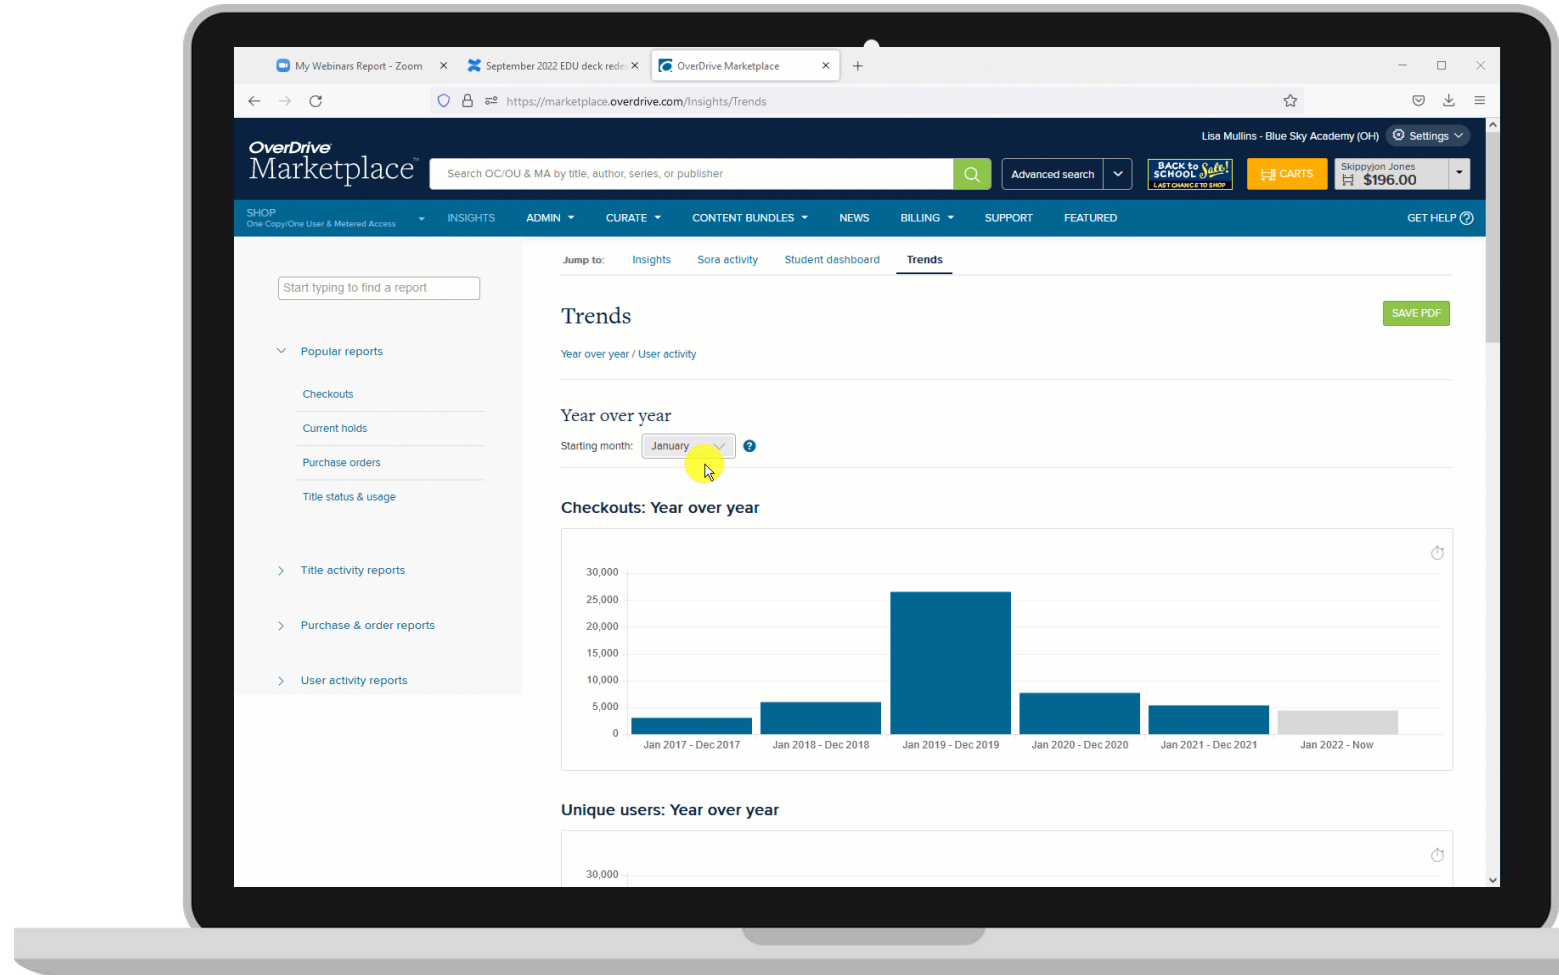 My Webinars Report - Zoom
September 2022 EDU deck rede
OverDrive Marketplace
https://marketplace.overdrive.com/Insights/Trends
Lisa Mullins - Blue Sky Academy (OH)
Settings
OverDrive
Marketplace™
Search OC/OU & MA by title, author, series, or publisher
Advanced search
BACK to
SCHOOL Sale!
LAST CHANCE TO SHOP
CARTS
Skippyjon Jones
$196.00
SHOP
One Copy/One User & Metered Access
INSIGHTS
ADMIN
CURATE
CONTENT BUNDLES
NEWS
BILLING
SUPPORT
FEATURED
GET HELP ?
Jump to: Insights Sora activity Student dashboard Trends
Start typing to find a report
Popular reports
Checkouts
Current holds
Purchase orders
Title status & usage
Title activity reports
Purchase & order reports
User activity reports
Trends
SAVE PDF
Year over year / User activity
Year over year
Starting month: January ?
Checkouts: Year over year
30,000
25,000
20,000
15,000
10,000
5,000
0
Jan 2017 - Dec 2017 Jan 2018 - Dec 2018 Jan 2019 - Dec 2019 Jan 2020 - Dec 2020 Jan 2021 - Dec 2021 Jan 2022 - Now
Unique users: Year over year
30,000